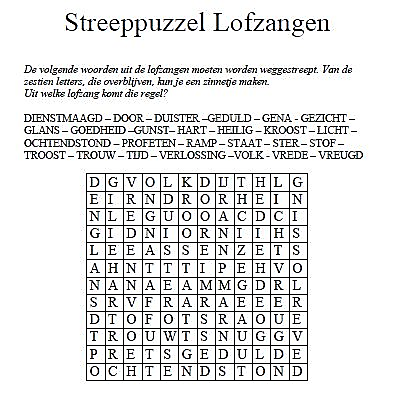 Streeppuzzel Lofzangen
De volgende woorden uit de lofzangen moeten worden weggestreept. Van de
zestien letters, die overblijven, kun je een zinnetje maken.
Uit welke lofzang komt die regel?
DIENSTMAAGD – DOOR – DUISTER –GEDULD – GENA - GEZICHT –
GLANS – GOEDHEID –GUNST– HART – HEILIG – KROOST – LICHT –
OCHTENDSTOND – PROFETEN – RAMP – STAAT – STER – STOF –
TROOST – TROUW – TIJD – VERLOSSING –VOLK - VREDE – VREUGD
D G V O L K D IJ T H L G
E I R N D R O R H E I N
N L E G U O O A C D C I
G I D N I O R N I I H S
L E E A S S E N Z E T S
A H N T T T I P E H V O
N A N A E A M M G D R L
S R V F R A R A E E E R
D T O F O T S R A O U E
T R O U W T S N U G G V
P R E T S G E D U L D E
O C H T E N D S T O N D